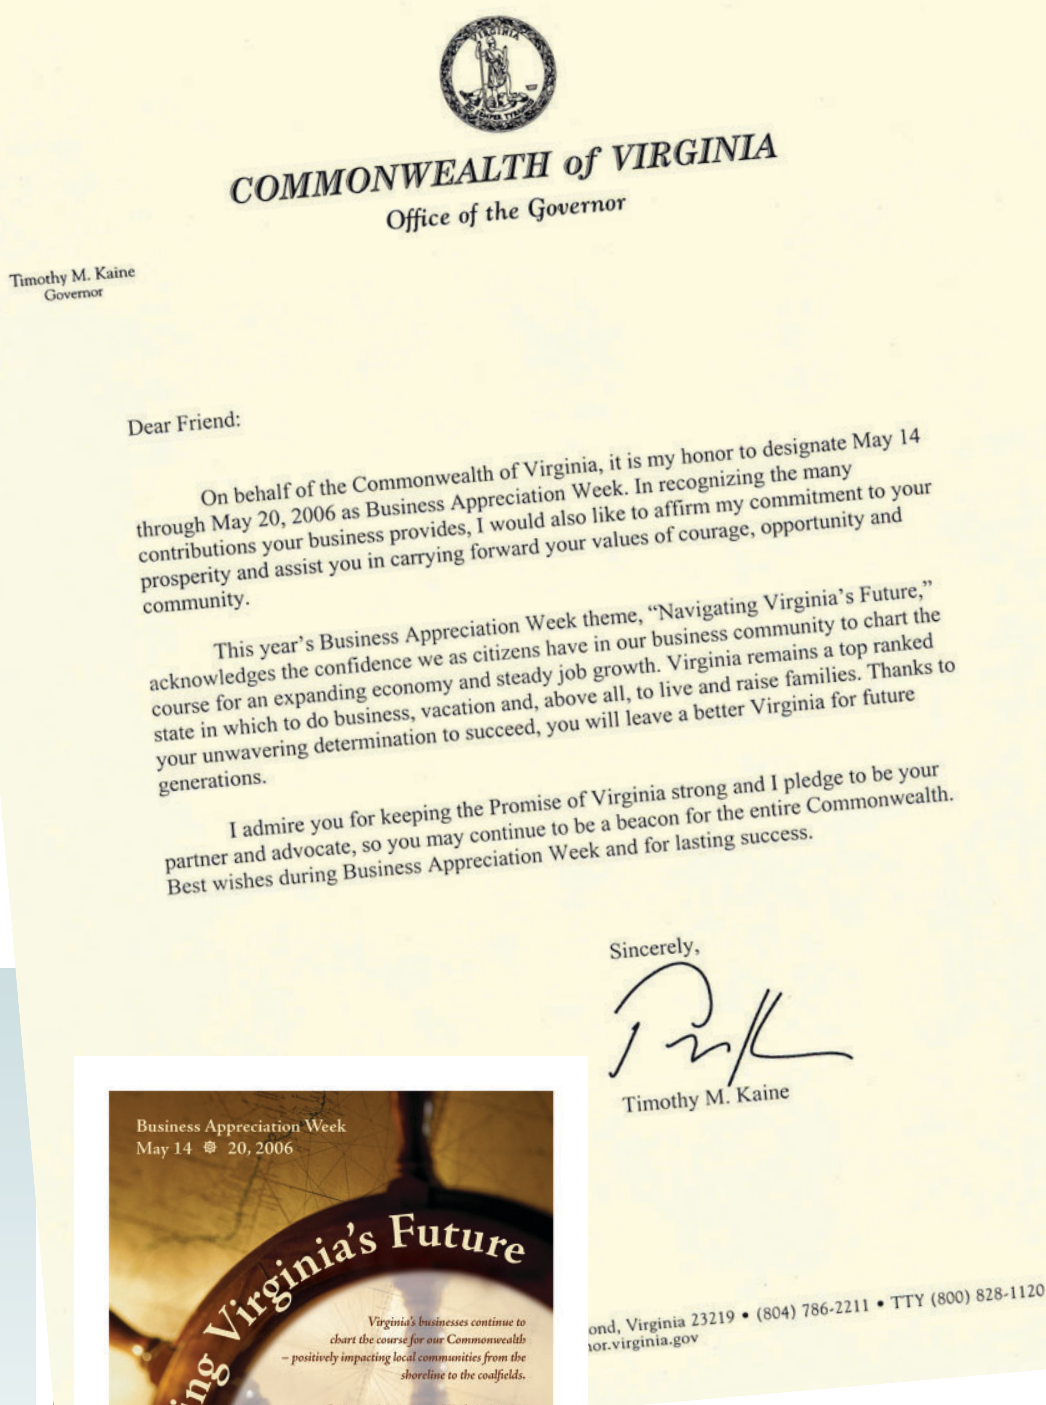 VIRGINIA
COMMONWEALTH of VIRGINIA
Office of the Governor
Timothy M. Kaine
Governor
Dear Friend:
On behalf of the Commonwealth of Virginia, it is my honor to designate May 14
through May 20, 2006 as Business Appreciation Week. In recognizing the many
contributions your business provides, I would also like to affirm my commitment to your
prosperity and assist you in carrying forward your values of courage, opportunity and
community.
This year's Business Appreciation Week theme, “Navigating Virginia's Future,”
acknowledges the confidence we as citizens have in our business community to chart the
course for an expanding economy and steady job growth. Virginia remains a top ranked
state in which to do business, vacation and, above all, to live and raise families. Thanks to
your unwavering determination to succeed, you will leave a better Virginia for future
generations.
I admire you for keeping the Promise of Virginia strong and I pledge to be your
partner and advocate, so you may continue to be a beacon for the entire Commonwealth.
Best wishes during Business Appreciation Week and for lasting success.
Sincerely,
Timothy M. Kaine
ond, Virginia 23219 • (804) 786-2211 • TTY (800) 828-1120
nor.virginia.gov
Business Appreciation Week
May 14 20, 2006
ing Virginia's Future
Virginia's businesses continue to
chart the course for our Commonwealth
– positively impacting local communities from the
shoreline to the coalfields.